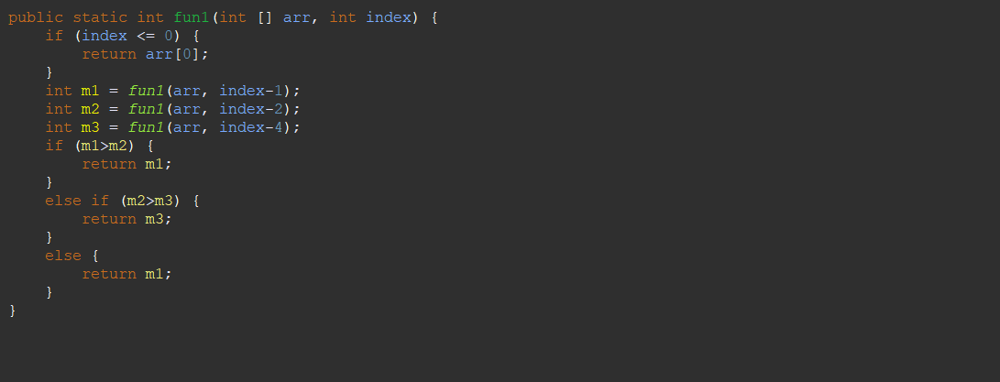 public static int fun1(int [] arr, int index) {
    if (index <= 0) {
        return arr[0];
    }
    int m1 = fun1(arr, index-1);
    int m2 = fun1(arr, index-2);
    int m3 = fun1(arr, index-4);
    if (m1>m2) {
        return m1;
    }
    else if (m2>m3) {
        return m3;
    }
    else {
        return m1;
    }
}